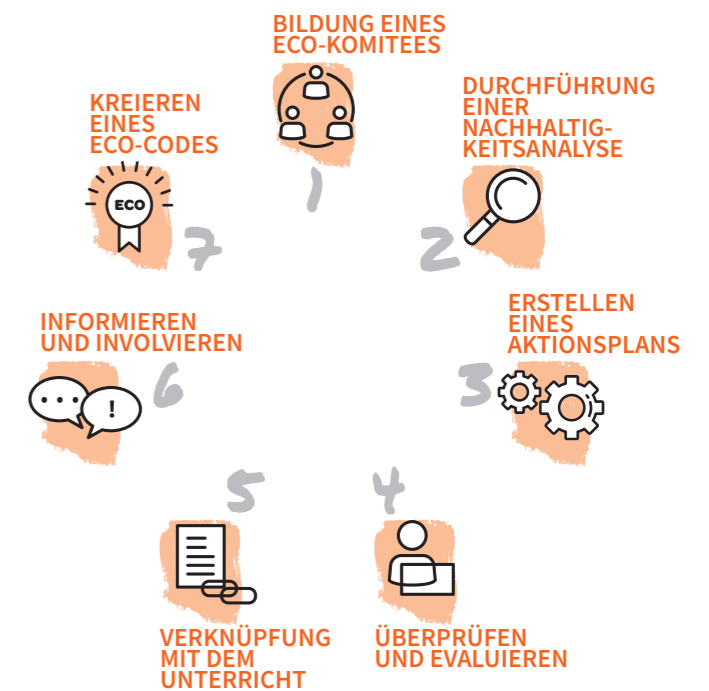 BILDUNG EINES
ECO-KOMITEES
1
DURCHFÜHRUNG
EINER
NACHHALTIG-
KEITSANALYSE
2
ERSTELLEN
EINES
AKTIONSPLANS
3
4
ÜBERPRÜFEN
UND EVALUIEREN
5
VERKNÜPFUNG
MIT DEM
UNTERRICHT
INFORMIEREN
UND INVOLVIEREN
!
6
KREIEREN
EINES
ECO-CODES
ECO
7